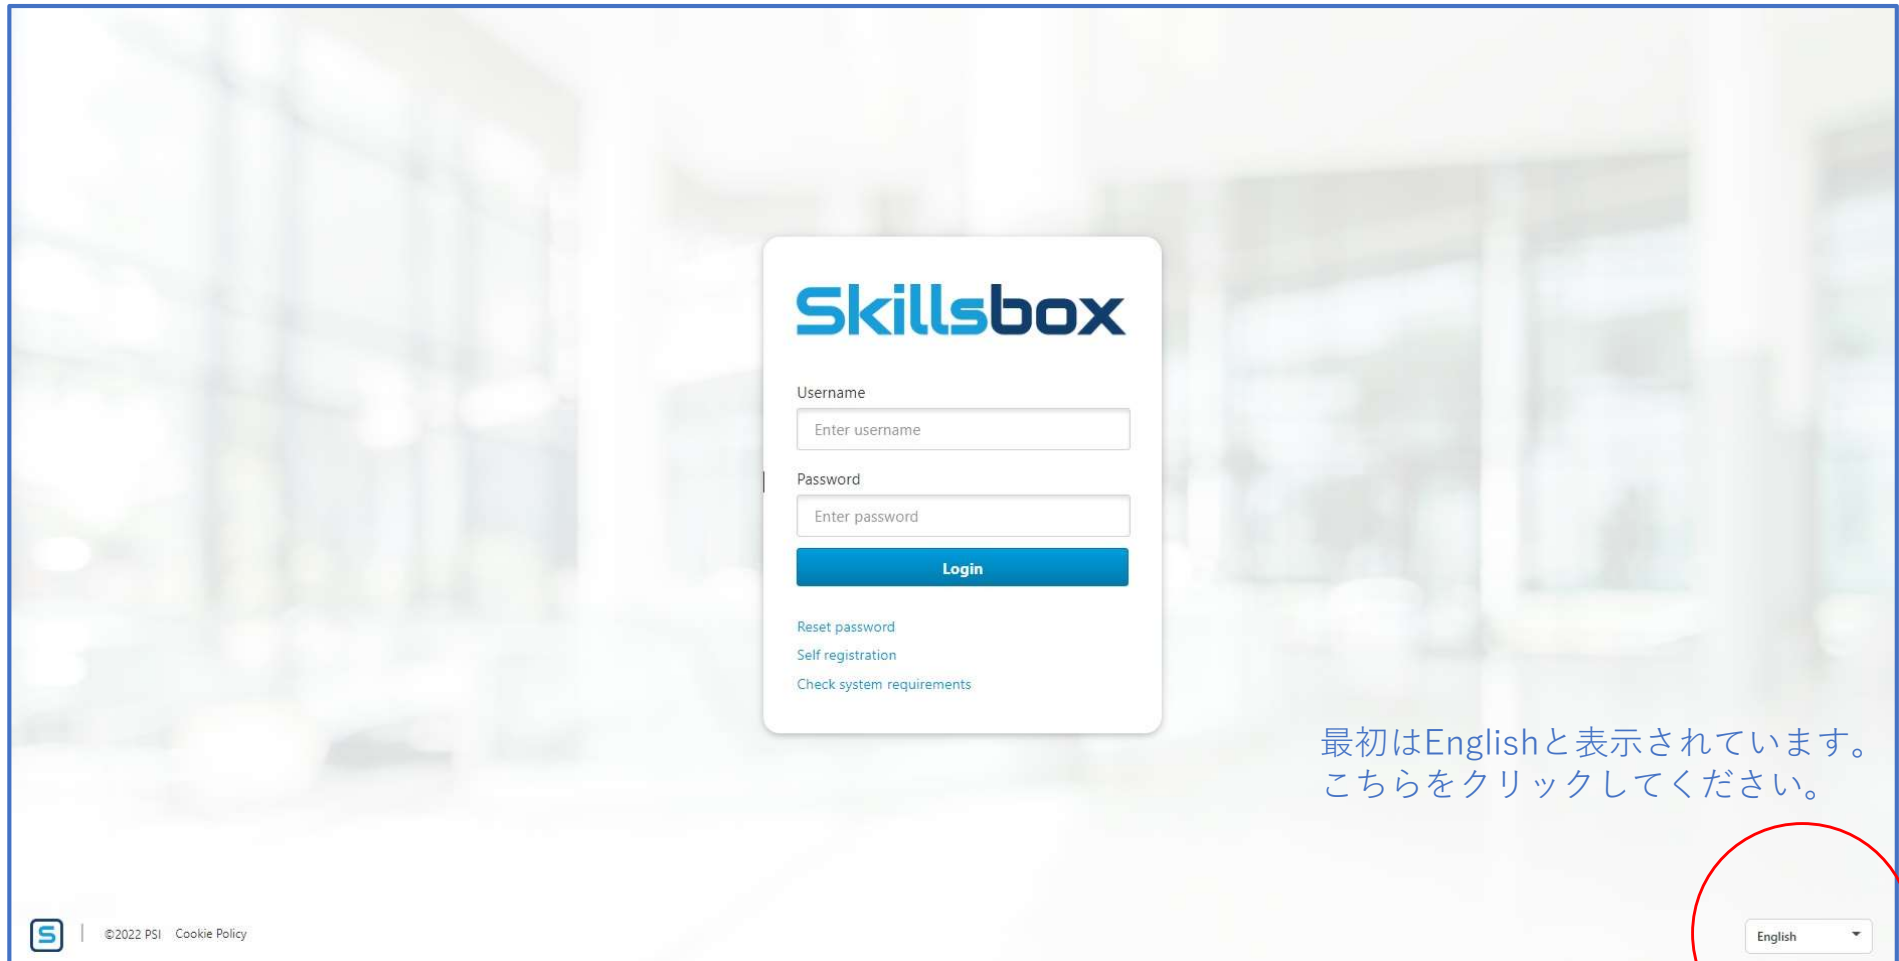 Skillsbox
Username
Enter username
Password
Enter password
Login
Reset password
Self registration
Check system requirements
最初はEnglishと表示されています。
こちらをクリックしてください。
S
©2022 PSI Cookie Policy
English